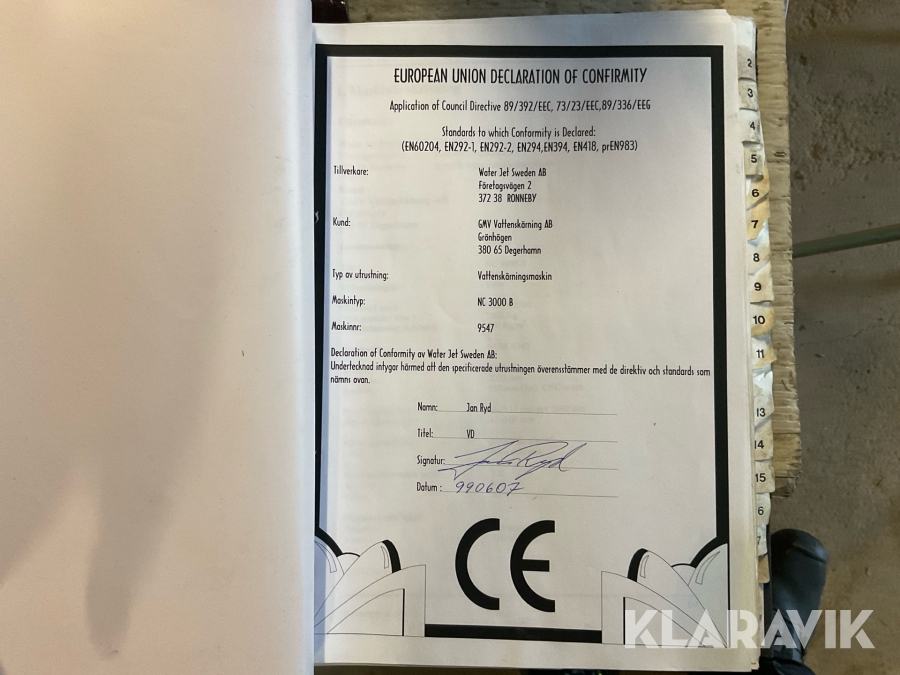 EUROPEAN UNION DECLARATION OF CONFIRMITY
Application of Council Directive 89/392/EEC, 73/23/EEC,89/336/EEG
Standards to which Conformity is Declared:
(EN60204, EN292-1, EN292-2, EN294,EN394, EN418, prEN983)
Tillverkare: Water Jet Sweden AB
Företagsvägen 2
372 38 RONNEBY
Kund: GMV Vattenskärning AB
Grönhögen
380 65 Degerhamn
Typ av utrustning: Vattenskärningsmaskin
Maskintyp: NC 3000 B
Maskinnr: 9547
Declaration of Conformity av Water Jet Sweden AB:
Undertecknad intygar härmed att den specificerade utrustningen överensstämmer med de direktiv och standards som
nämns ovan.
Namn: Jan Ryd
Titel: VD
Signatur: Jan Ryd
Datum : 990607
CE
2
3
4
5
6
7
8
9
10
11
13
14
15
6
7
KLARAVIK